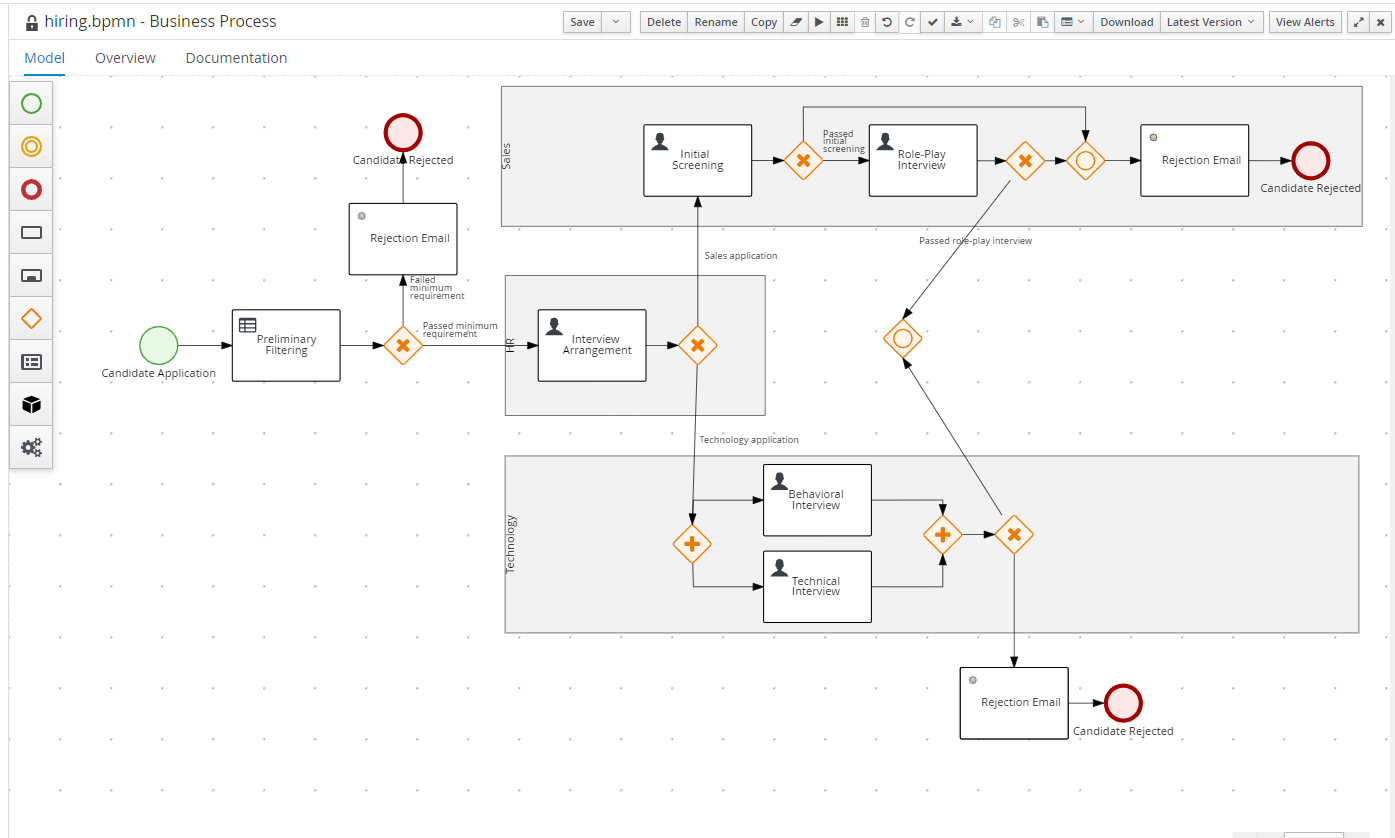 hiring.bpmn - Business Process
Save
Delete
Rename
Copy
Download
Latest Version
View Alerts
Model
Overview
Documentation
Candidate Rejected
Sales
Initial
Screening
Passed
initial
screening
Role-Play
Interview
Rejection Email
Candidate Rejected
Rejection Email
Passed role-play interview
Sales application
Failed
minimum
requirement
Candidate Application
Preliminary
Filtering
Passed minimum
requirement
HR
Interview
Arrangement
Technology application
Technology
Behavioral
Interview
Technical
Interview
Rejection Email
Candidate Rejected